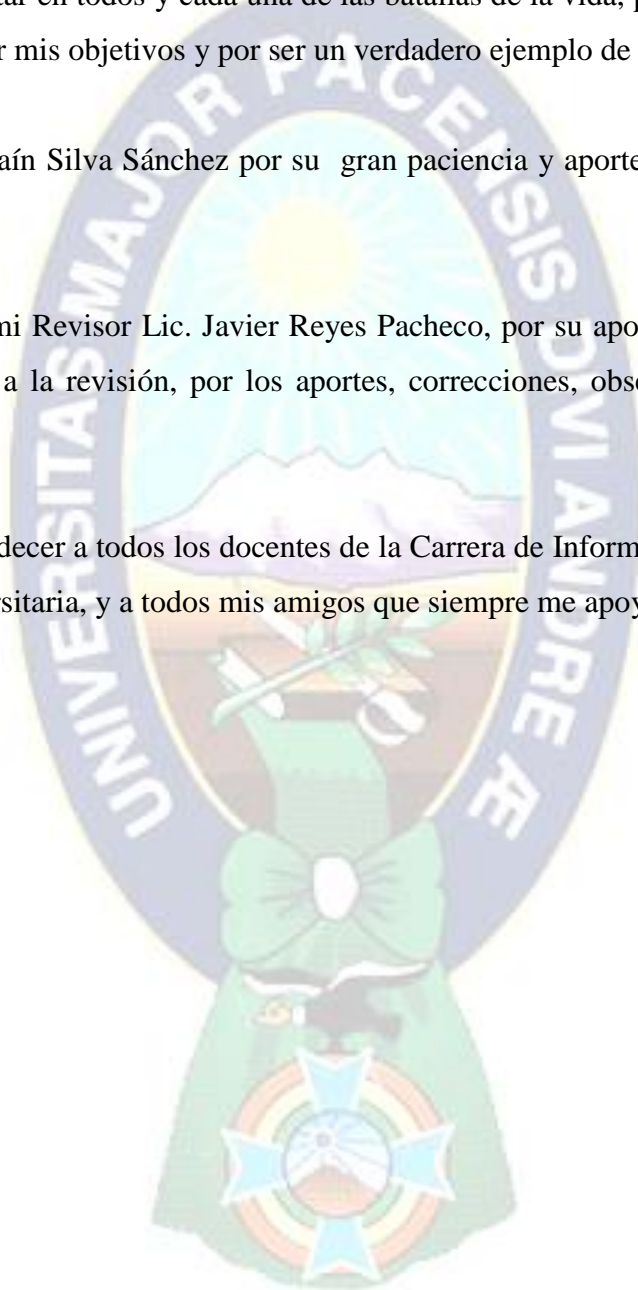 tar en todos y cada una de las batallas de la vida, p
r mis objetivos y por ser un verdadero ejemplo de
aín Silva Sánchez por su gran paciencia y aporte
mi Revisor Lic. Javier Reyes Pacheco, por su apo
a la revisión, por los aportes, correcciones, obse
decer a todos los docentes de la Carrera de Inform
rsitaria, y a todos mis amigos que siempre me apoy
UNIVERSITAS MAJOR PACENSIS DVI ANDRE Æ